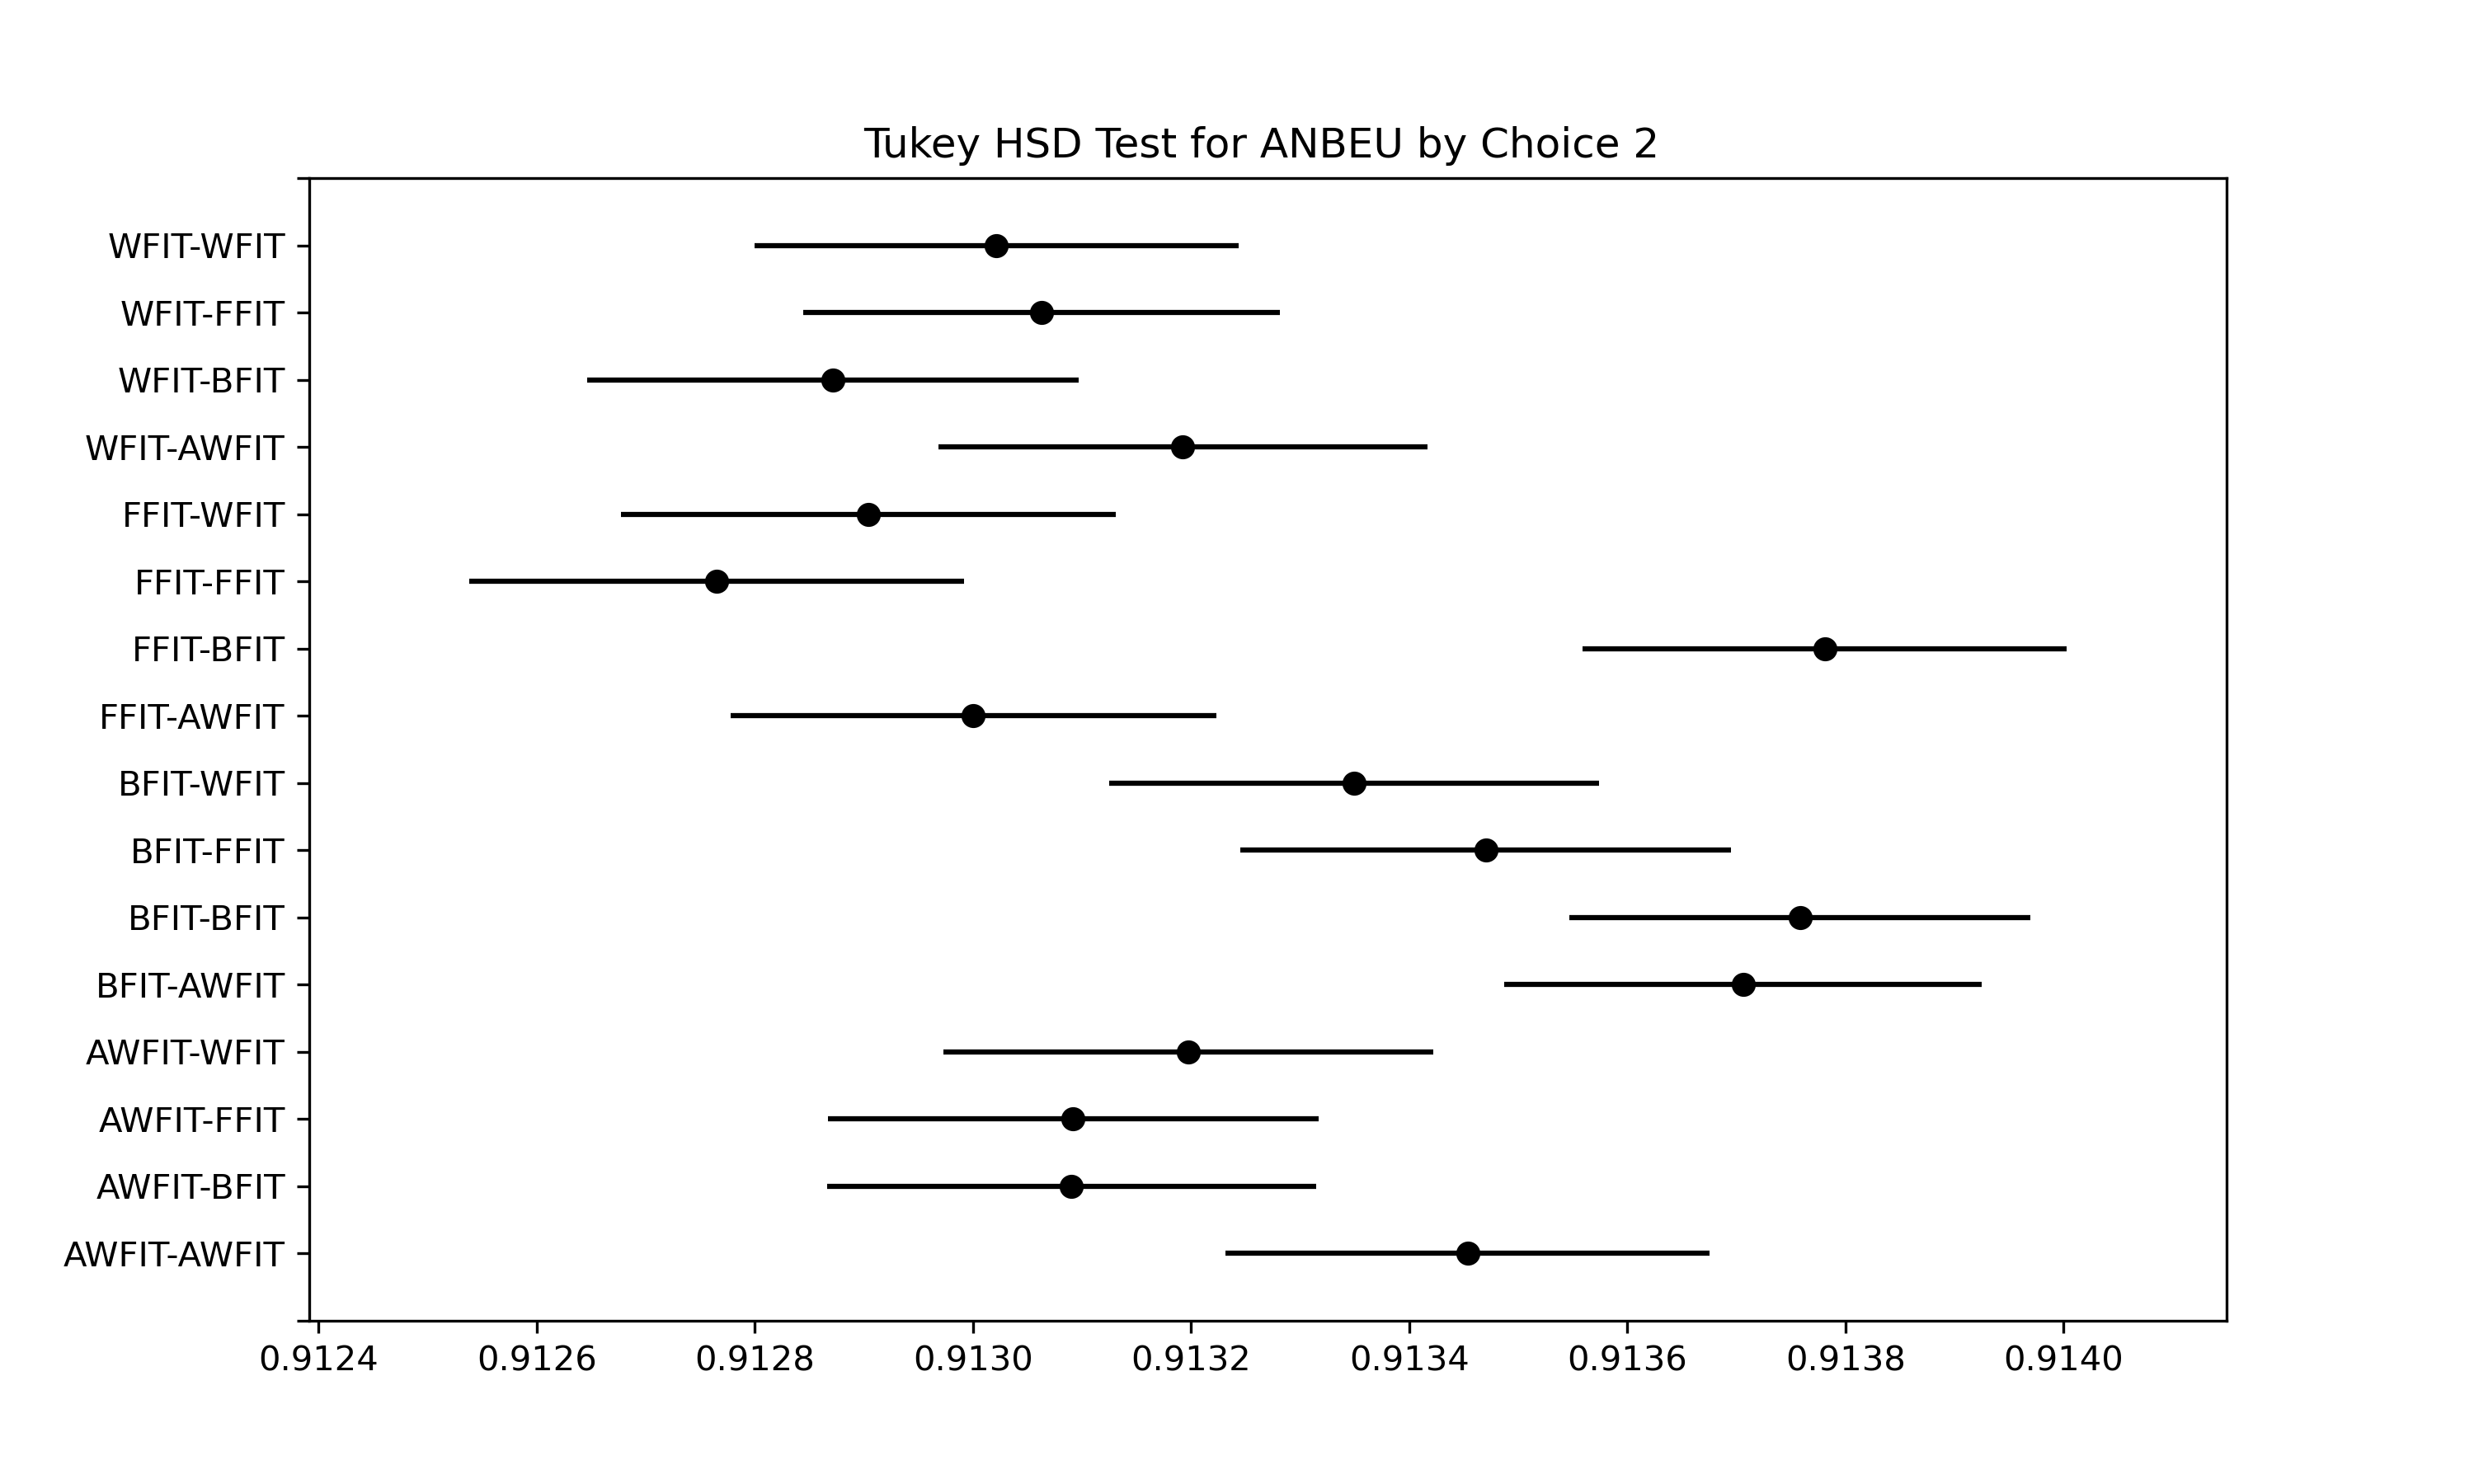 Tukey HSD Test for ANBEU by Choice 2
WFIT-WFIT
WFIT-FFIT
WFIT-BFIT
WFIT-AWFIT
FFIT-WFIT
FFIT-FFIT
FFIT-BFIT
FFIT-AWFIT
BFIT-WFIT
BFIT-FFIT
BFIT-BFIT
BFIT-AWFIT
AWFIT-WFIT
AWFIT-FFIT
AWFIT-BFIT
AWFIT-AWFIT
0.9124 0.9126 0.9128 0.9130 0.9132 0.9134 0.9136 0.9138 0.9140